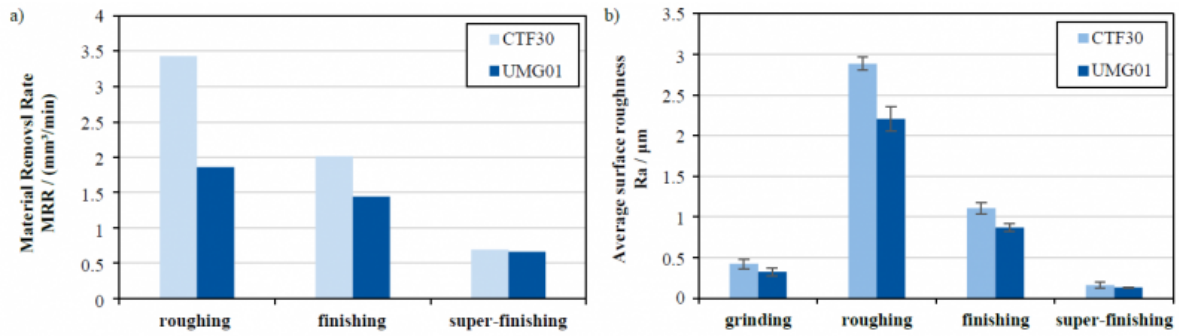 a)
Material Removsl Rate
MRR / (mm³/min)
4
3.5
3
2.5
2
1.5
1
0.5
0
CTF30
UMG01
roughing finishing super-finishing
b)
Average surface roughness
Ra / µm
3.5
3
2.5
2
1.5
1
0.5
0
CTF30
UMG01
grinding roughing finishing super-finishing